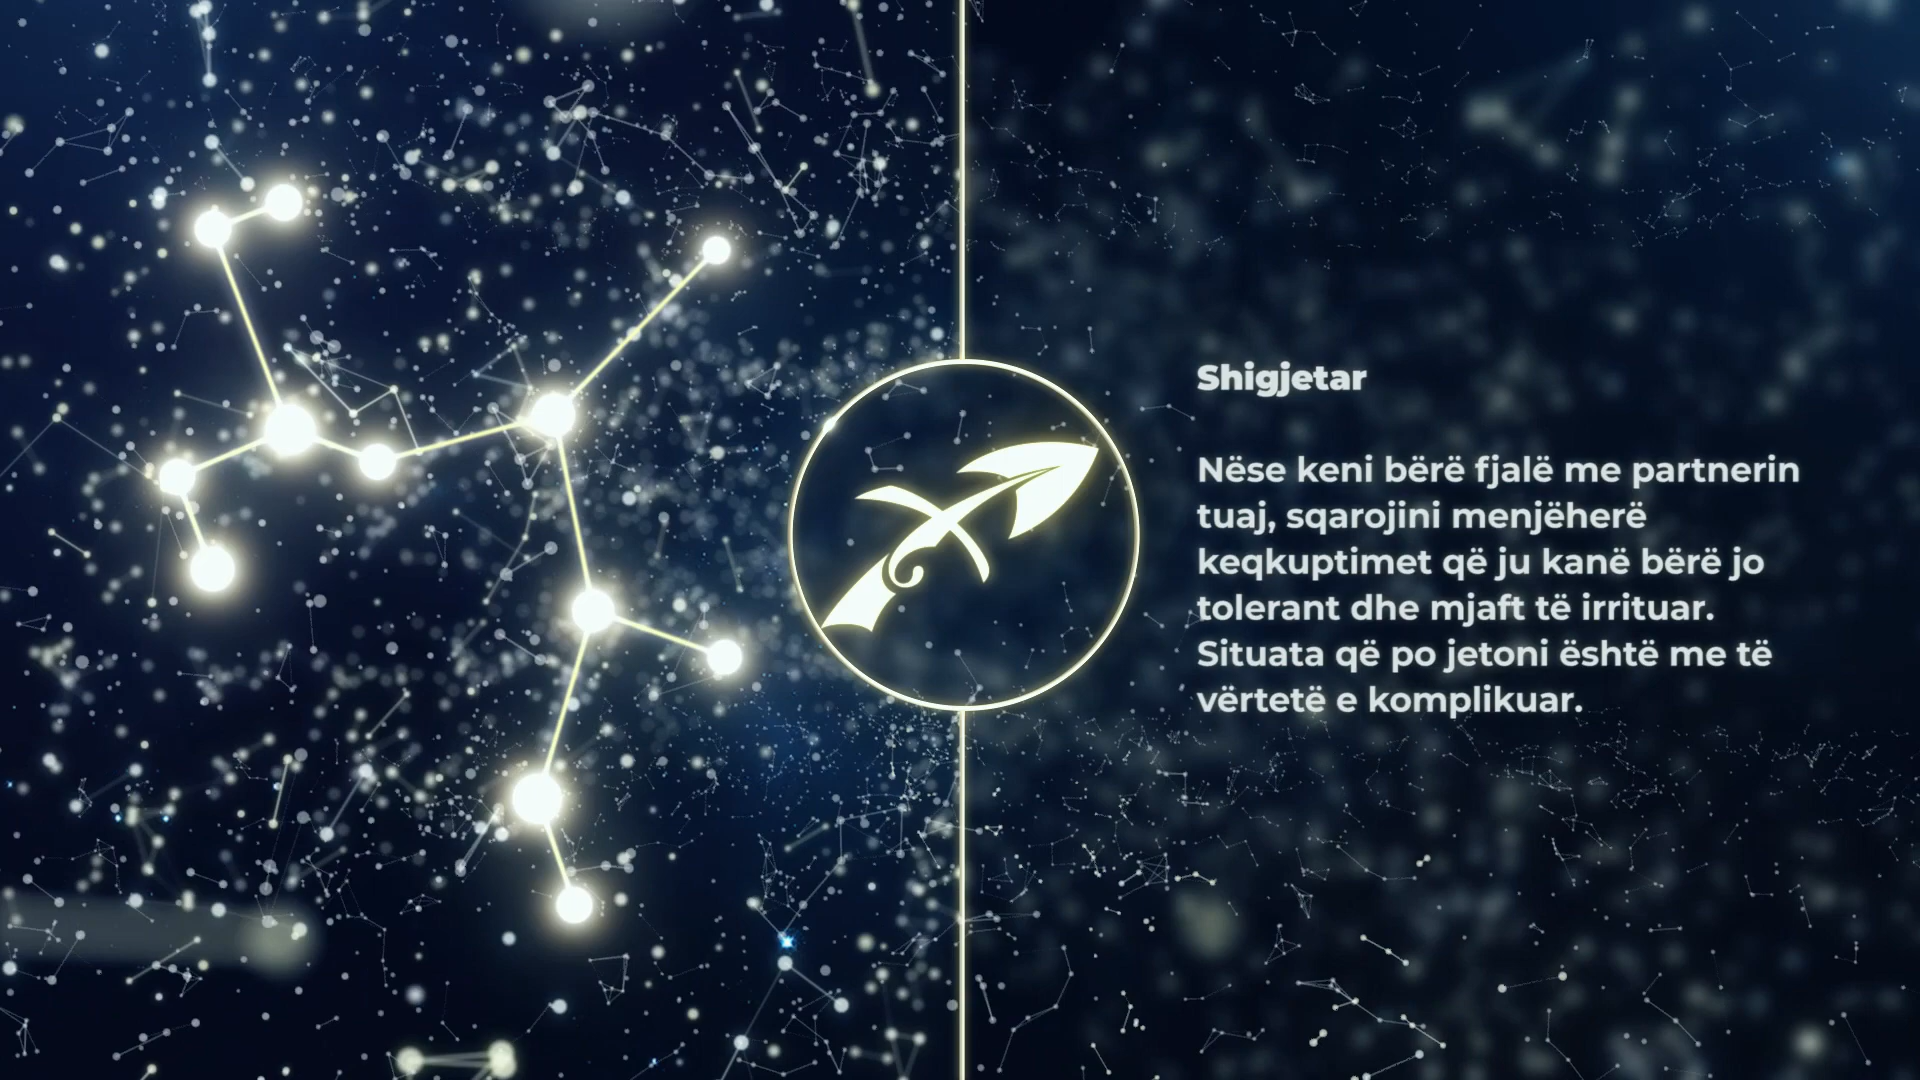 Shigjetar
Nëse keni bërë fjalë me partnerin
tuaj, sqarojini menjëherë
keqkuptimet që ju kanë bërë jo
tolerant dhe mjaft të irrituar.
Situata që po jetoni është me të
vërtetë e komplikuar.